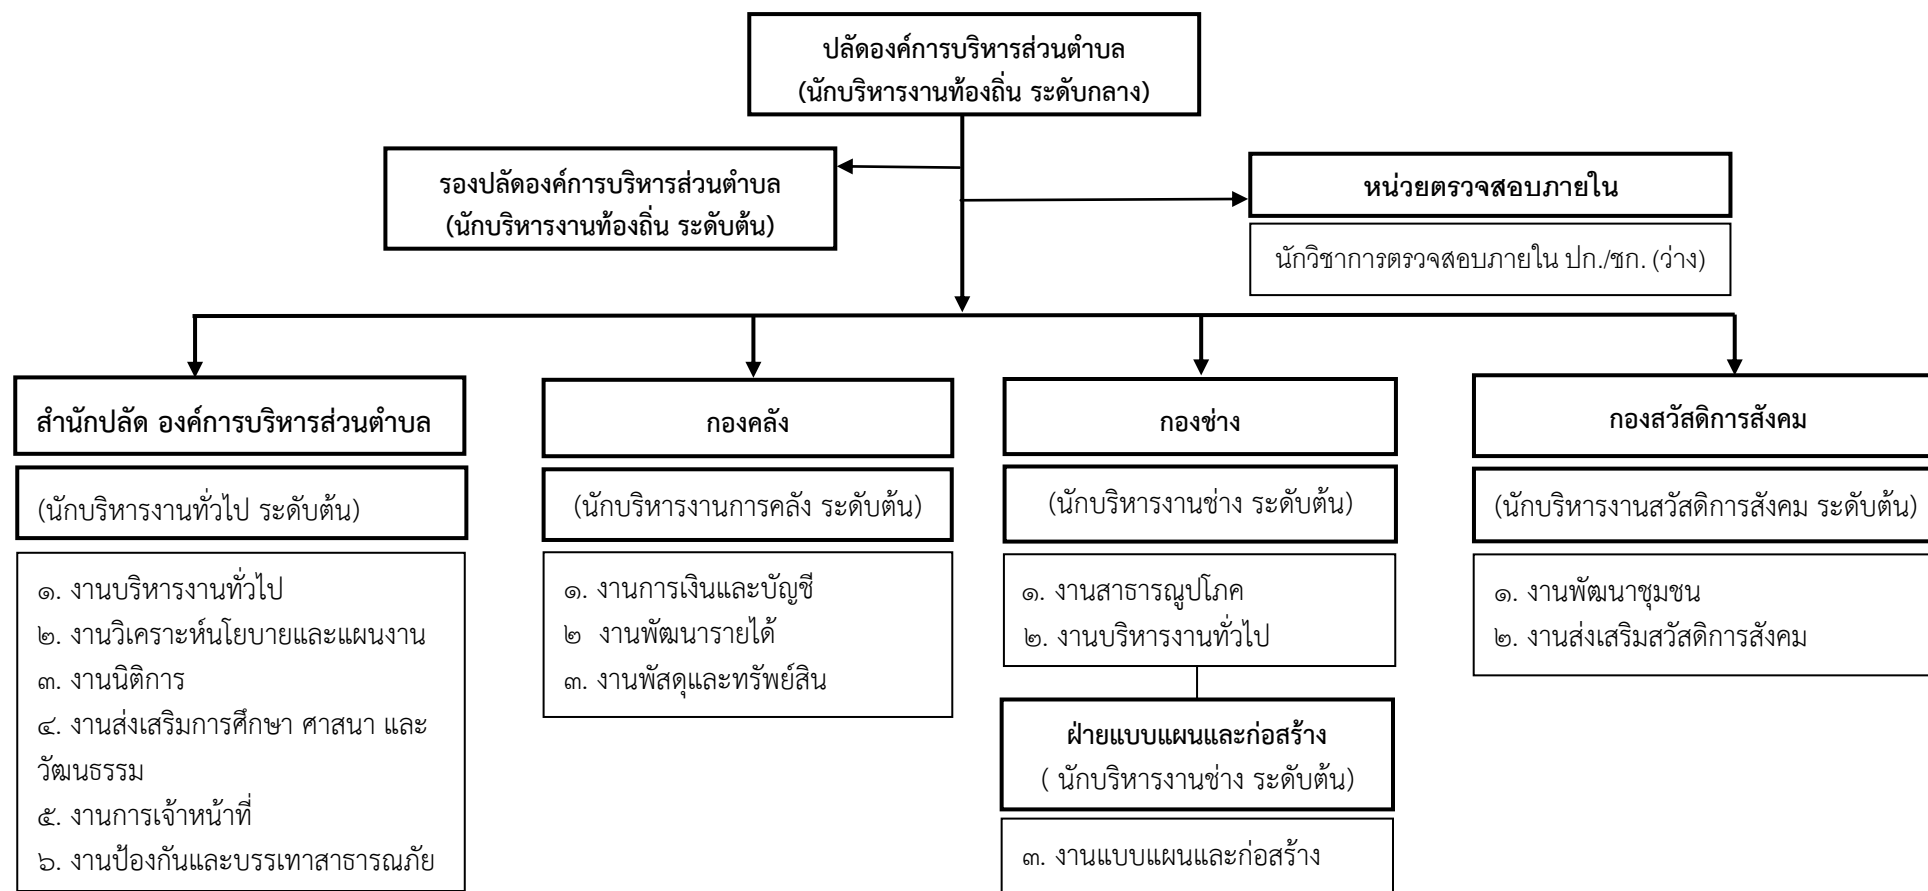 ปลัดองค์การบริหารส่วนตำบล
(นักบริหารงานท้องถิ่น ระดับกลาง)
รองปลัดองค์การบริหารส่วนตำบล
(นักบริหารงานท้องถิ่น ระดับต้น)
หน่วยตรวจสอบภายใน
นักวิชาการตรวจสอบภายใน ปก./ชก. (ว่าง)
สำนักปลัด องค์การบริหารส่วนตำบล
(นักบริหารงานทั่วไป ระดับต้น)
๑. งานบริหารงานทั่วไป
๒. งานวิเคราะห์นโยบายและแผนงาน
๓. งานนิติการ
๔. งานส่งเสริมการศึกษา ศาสนา และ
วัฒนธรรม
๕. งานการเจ้าหน้าที่
๖. งานป้องกันและบรรเทาสาธารณภัย
กองคลัง
(นักบริหารงานการคลัง ระดับต้น)
๑. งานการเงินและบัญชี
๒  งานพัฒนารายได้
๓. งานพัสดุและทรัพย์สิน
กองช่าง
(นักบริหารงานช่าง ระดับต้น)
๑. งานสาธารณูปโภค
๒. งานบริหารงานทั่วไป
ฝ่ายแบบแผนและก่อสร้าง
( นักบริหารงานช่าง ระดับต้น)
๓. งานแบบแผนและก่อสร้าง
กองสวัสดิการสังคม
(นักบริหารงานสวัสดิการสังคม ระดับต้น)
๑. งานพัฒนาชุมชน
๒. งานส่งเสริมสวัสดิการสังคม